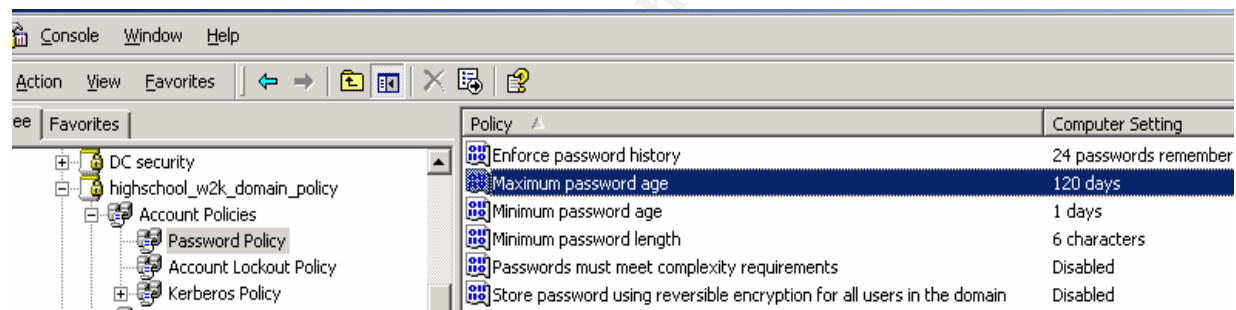 Console Window Help
Action View Favorites
ee Favorites
Policy Computer Setting
DC security
highschool_w2k_domain_policy
Account Policies
Password Policy
Account Lockout Policy
Kerberos Policy
Enforce password history 24 passwords remember
Maximum password age 120 days
Minimum password age 1 days
Minimum password length 6 characters
Passwords must meet complexity requirements Disabled
Store password using reversible encryption for all users in the domain Disabled